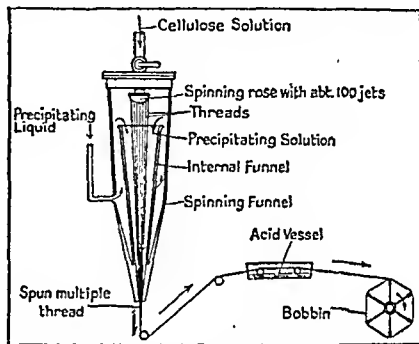 Cellulose Solution
Spinning rose with abt. 100 jets
Threads
Precipitating
Liquid
Precipitating Solution
Internal Funnel
Spinning Funnel
Acid Vessel
Spun multiple
thread
Bobbin